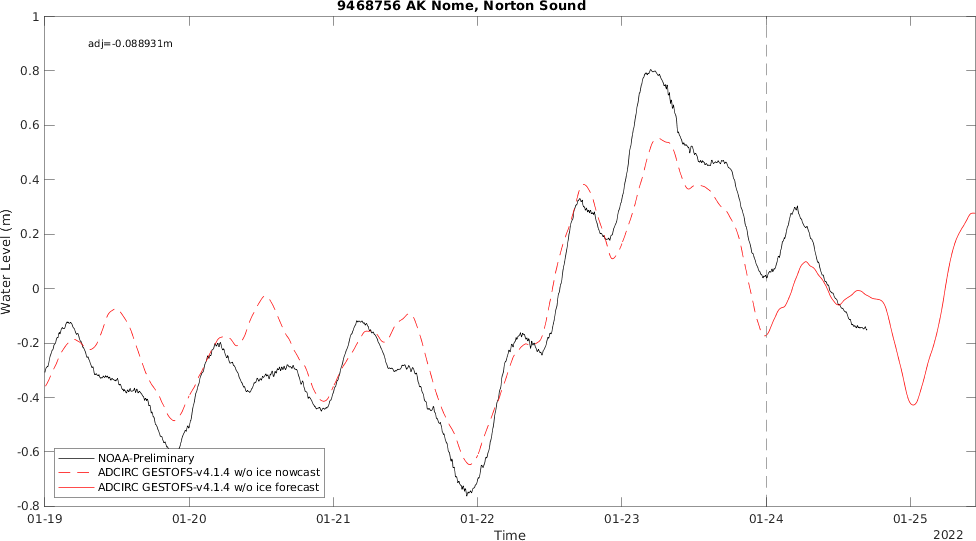 9468756 AK Nome, Norton Sound
adj=-0.088931m
1
0.8
0.6
0.4
0.2
0
-0.2
-0.4
-0.6
-0.8
Water Level (m)
NOAA-Preliminary
ADCIRC GESTOFS-v4.1.4 w/o ice nowcast
ADCIRC GESTOFS-v4.1.4 w/o ice forecast
01-19 01-20 01-21 01-22 01-23 01-24 01-25
Time
2022